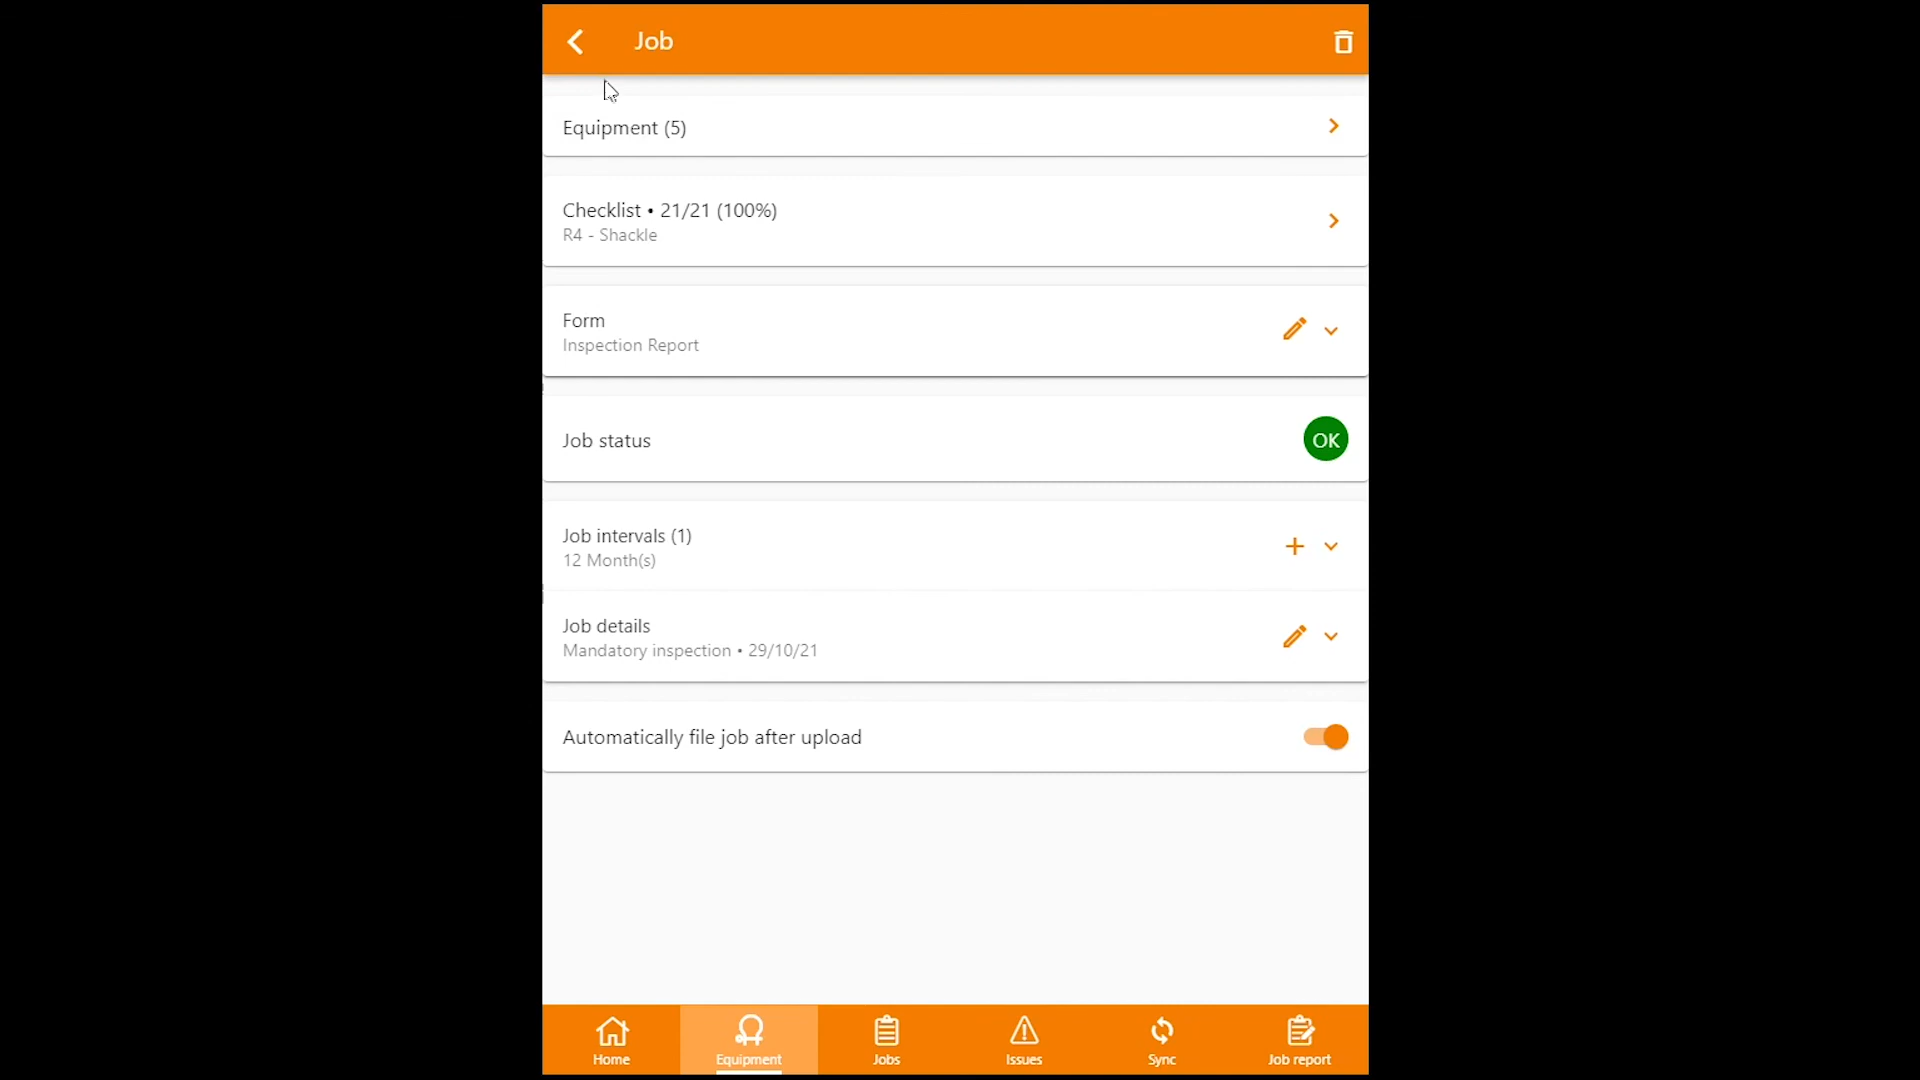 Job
Equipment (5)
Checklist • 21/21 (100%)
R4 - Shackle
Form
Inspection Report
Job status
OK
Job intervals (1)
12 Month(s)
Job details
Mandatory inspection • 29/10/21
Automatically file job after upload
Home
Equipment
Jobs
Issues
Sync
Job report